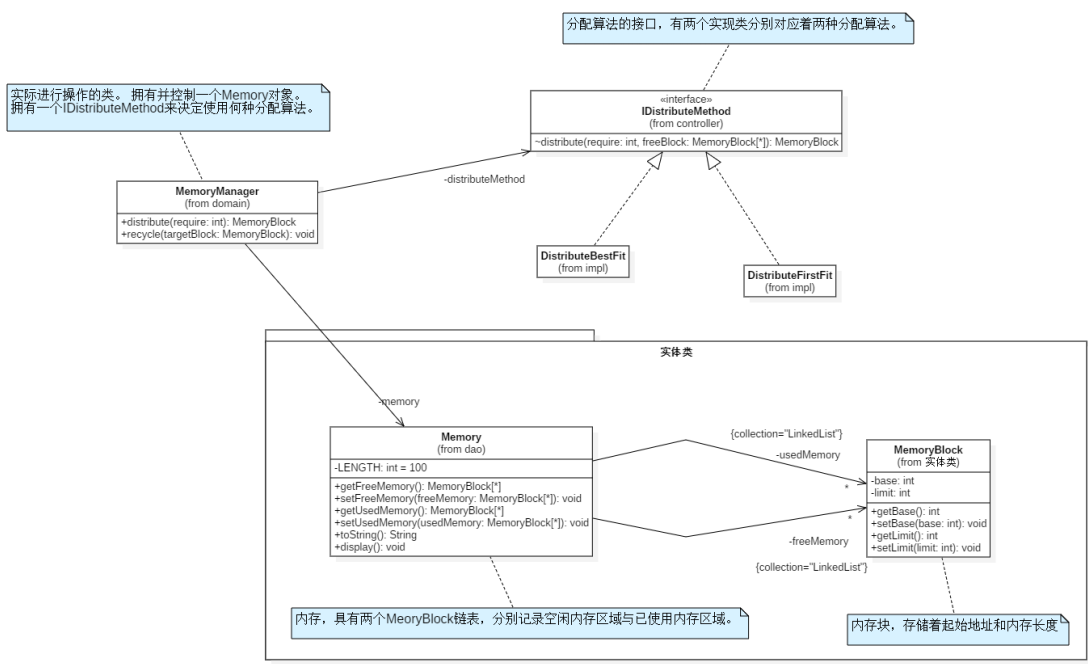 分配算法的接口，有两个实现类分别对应着两种分配算法。
实际进行操作的类。 拥有并控制一个Memory对象。
拥有一个IDistributeMethod来决定使用何种分配算法。
«interface»
IDistributeMethod
(from controller)
~distribute(require: int, freeBlock: MemoryBlock[*]): MemoryBlock
-distributeMethod
MemoryManager
(from domain)
+distribute(require: int): MemoryBlock
+recycle(targetBlock: MemoryBlock): void
DistributeBestFit
(from impl)
DistributeFirstFit
(from impl)
实体类
-memory
Memory
(from dao)
-LENGTH: int = 100
+getFreeMemory(): MemoryBlock[*]
+setFreeMemory(freeMemory: MemoryBlock[*]): void
+getUsedMemory(): MemoryBlock[*]
+setUsedMemory(usedMemory: MemoryBlock[*]): void
+toString(): String
+display(): void
{collection="LinkedList"}
-usedMemory
*
*
-freeMemory
{collection="LinkedList"}
MemoryBlock
(from 实体类)
-base: int
-limit: int
+getBase(): int
+setBase(base: int): void
+getLimit(): int
+setLimit(limit: int): void
内存，具有两个MeoryBlock链表，分别记录空闲内存区域与已使用内存区域。
内存块，存储着起始地址和内存长度